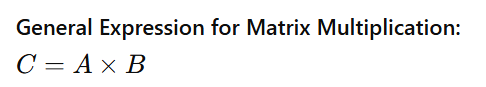 General Expression for Matrix Multiplication:
C = A × B